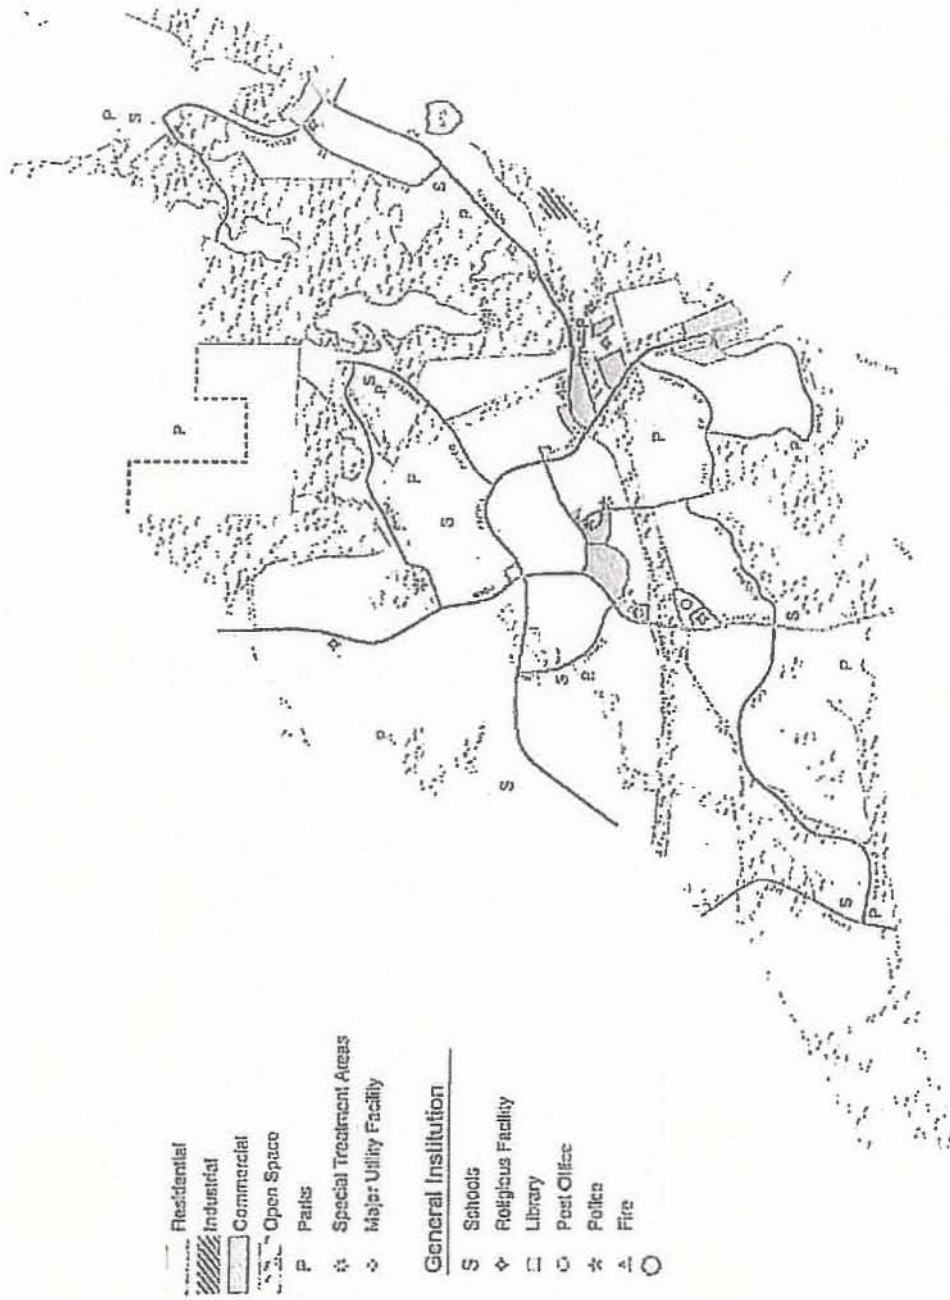 Residential
Industrial
Commercial
Open Space
P Parks
Special Treatment Areas
Major Utility Facility
General Institution
S Schools
Religious Facility
Library
Post Office
Police
Fire
P
S
S
P
P
P
S
P
P
S
P
P
S
P
S
S
P
S
P